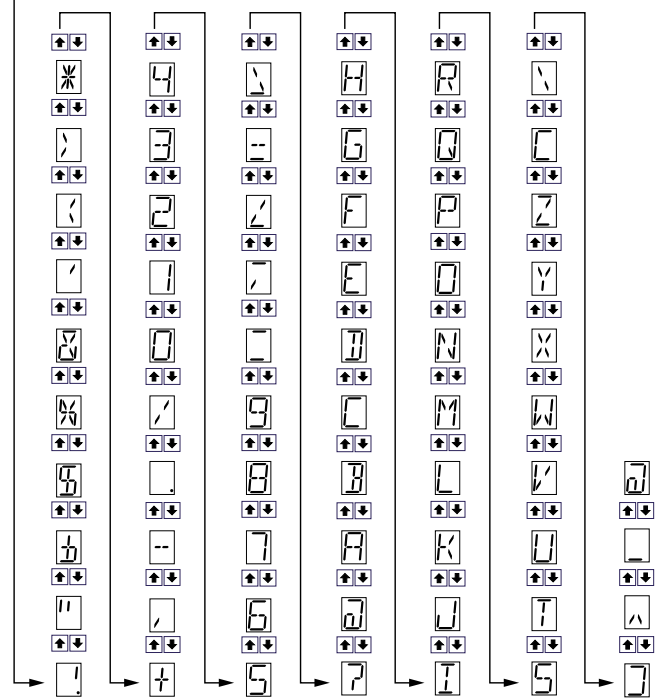 * 4 > H R \
) 3 = G Q [
( 2 < F P Z
' 1 ; E O Y
& 0 : D N X
% / 9 C M W
$ . 8 B L V @
# - 7 A K U _
" , 6 @ J T ^
! + 5 ? I S ]